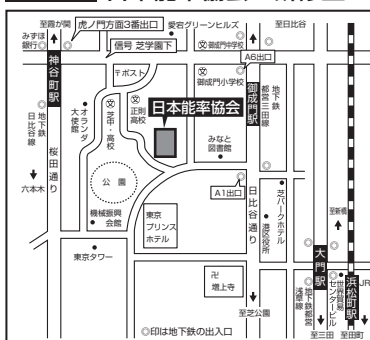 至霞が関
虎ノ門方面3番出口
愛宕グリーンヒルズ
至日比谷
みずほ
銀行
信号 芝学園下
御成門中学校
A6出口
神谷町駅
〒ポスト
御成門小学校
御成門駅
地下鉄
都営三田線
地下鉄
日比谷線
オランダ
大使館
芝中・高校
正則
高校
日本能率協会
みなと
図書館
桜田通り
至六本木
公園
A1出口
日比谷通り
芝パークホテル
至新橋
機械振興
会館
東京
プリンス
ホテル
港区役所
大門駅
浜松町駅
JR
東京タワー
卍
増上寺
地下鉄都営
浅草線
世界貿易
センタービル
至芝公園
◎印は地下鉄の出入口
至三田
至田町